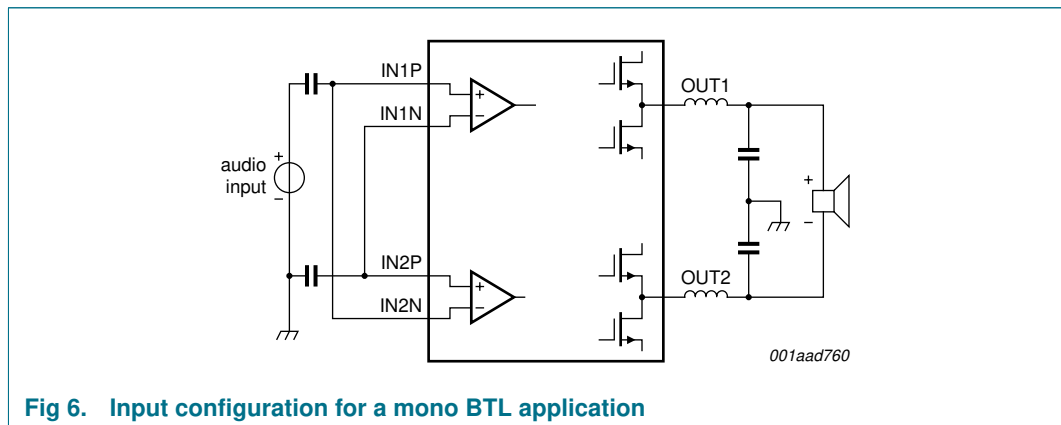 IN1P
OUT1
+
IN1N
−
audio
input
+
−
+
−
IN2P
OUT2
+
IN2N
−
001aad760
Fig 6. Input configuration for a mono BTL application